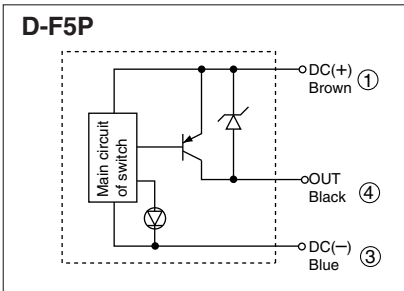 D-F5P
Main circuit
of switch
DC(+)
Brown ①
OUT
Black ④
DC(−)
Blue ③